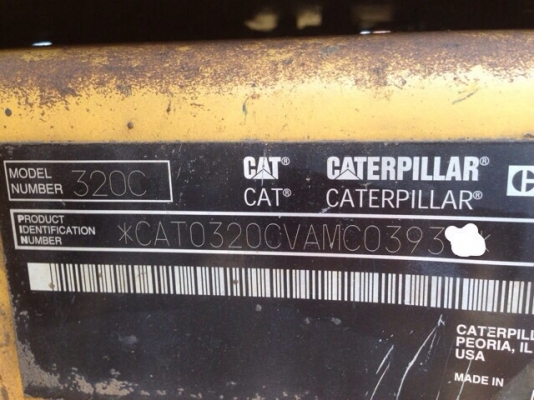 MODEL NUMBER 320C
CAT® CATERPILLAR®
CAT® CATERPILLAR®
PRODUCT IDENTIFICATION NUMBER *CAT0320CVAMC0393 *
CATERPILL
PEORIA, IL
USA
MADE IN